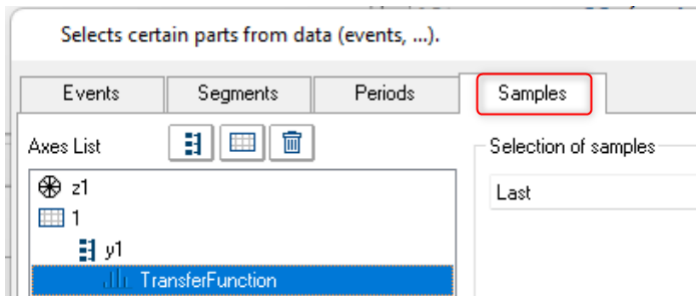 Selects certain parts from data (events, ...).
Events Segments Periods Samples
Axes List
Selection of samples
z1
Last
1
y1
TransferFunction